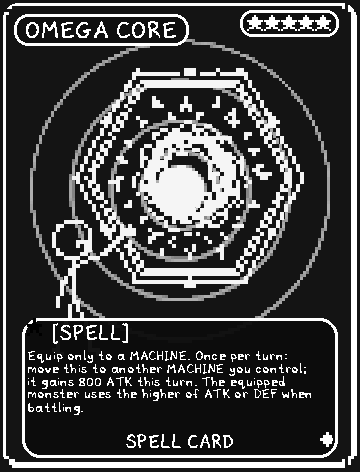 OMEGA CORE
[SPELL]
Equip only to a MACHINE. Once per turn:
move this to another MACHINE you control;
it gains 800 ATK this turn. The equipped
monster uses the higher of ATK or DEF when
battling.
SPELL CARD